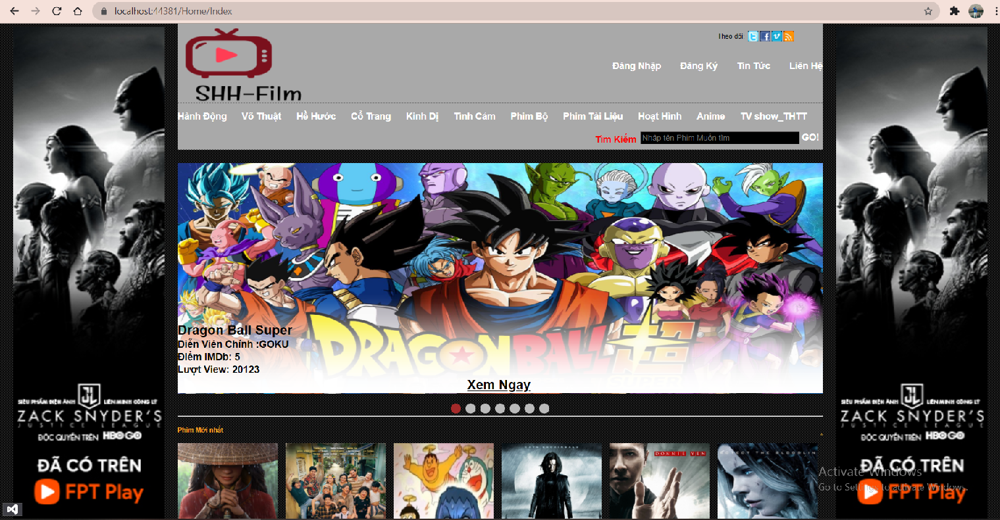 localhost:44381/Home/Index
Theo dõi
SHH-Film
Đăng Nhập Đăng Ký Tin Tức Liên Hệ
Hành Động Võ Thuật Hề Hước Cổ Trang Kinh Dị Tình Cảm Phim Bộ Phim Tài Liệu Hoạt Hình Anime TV show_THTT
Tìm Kiếm Nhập tên Phim Muốn tìm GO!
DRAGON BALL
超
SUPER
Dragon Ball Super
Diễn Viên Chính :GOKU
Điểm IMDb: 5
Lượt View: 20123
Xem Ngay
Phim Mới nhất
DONNIE YEN
PROTECT THE BLOODLINE
SIÊU PHẨM ĐIỆN ẢNH JL LIÊN MINH CÔNG LÝ
ZACK SNYDER'S
JUSTICE LEAGUE
ĐỘC QUYỀN TRÊN HBO GO
ĐÃ CÓ TRÊN
FPT Play
SIÊU PHẨM ĐIỆN ẢNH JL LIÊN MINH CÔNG LÝ
ZACK SNYDER'S
JUSTICE LEAGUE
ĐỘC QUYỀN TRÊN HBO GO
ĐÃ CÓ TRÊN
FPT Play
Activate Windows
Go to Settings to activate Windows.